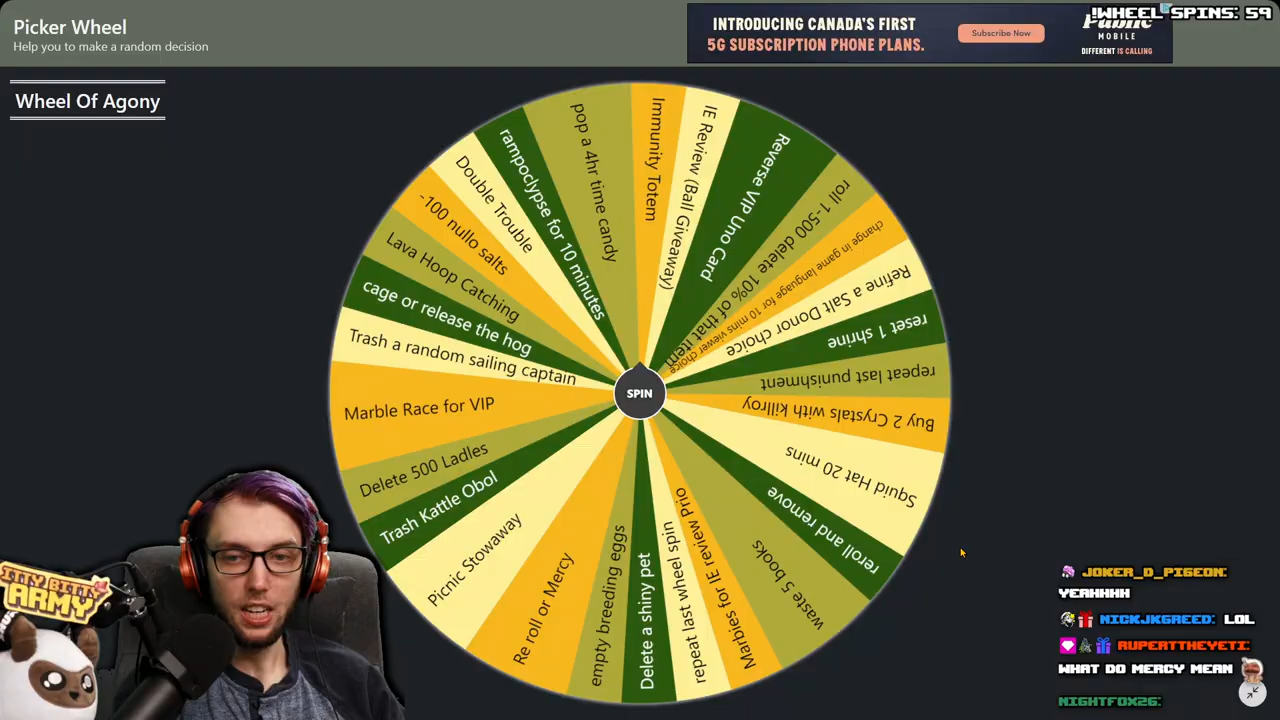 Picker Wheel
Help you to make a random decision
INTRODUCING CANADA'S FIRST
5G SUBSCRIPTION PHONE PLANS.
Subscribe Now
Public
MOBILE
DIFFERENT IS CALLING
!WHEEL SPINS: 59
Wheel Of Agony
Immunity Totem
IE Review (Ball Giveaway)
Reverse VIP Uno Card
roll 1-500 delete 10% of that item
change in game language for 10 mins viewer choice
Refine a Salt Donor choice
reset 1 shrine
repeat last punishment
Buy 2 Crystals with killroy
Squid Hat 20 mins
reroll and remove
waste 5 books
Marbles for IE review Prio
repeat last wheel spin
Delete a shiny pet
empty breeding eggs
Re roll or Mercy
Picnic Stowaway
Trash Kattle Obol
Delete 500 Ladles
Marble Race for VIP
Trash a random sailing captain
cage or release the hog
Lava Hoop Catching
-100 nullo salts
Double Trouble
rampoclypse for 10 minutes
pop a 4hr time candy
SPIN
ITTY BITTY
ARMY
JOKER_D_PIGEON:
YEAHHHH
NICKJKGREED: LOL
RUPERTTHEYETI:
WHAT DO MERCY MEAN
NIGHTFOX26: